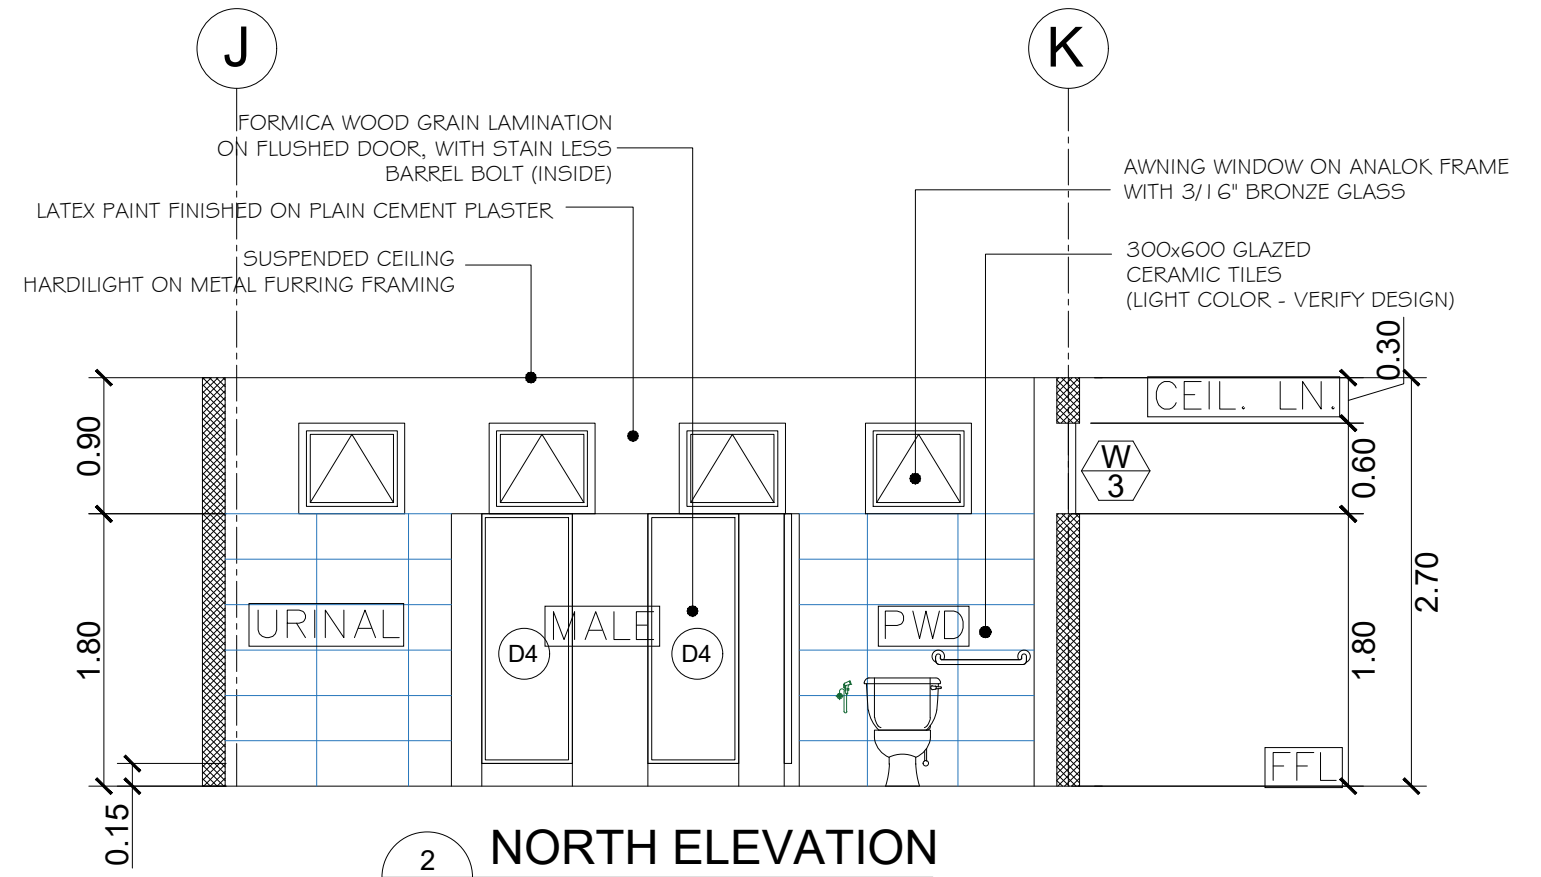 J
K
FORMICA WOOD GRAIN LAMINATION
ON FLUSHED DOOR, WITH STAIN LESS
BARREL BOLT (INSIDE)
LATEX PAINT FINISHED ON PLAIN CEMENT PLASTER
SUSPENDED CEILING
HARDILIGHT ON METAL FURRING FRAMING
AWNING WINDOW ON ANALOK FRAME
WITH 3/16" BRONZE GLASS
300x600 GLAZED
CERAMIC TILES
(LIGHT COLOR - VERIFY DESIGN)
0.30
CEIL. LN.
0.90
W
3
0.60
2.70
1.80
URINAL
MALE
D4
D4
PWD
1.80
FFL
0.15
2
NORTH ELEVATION